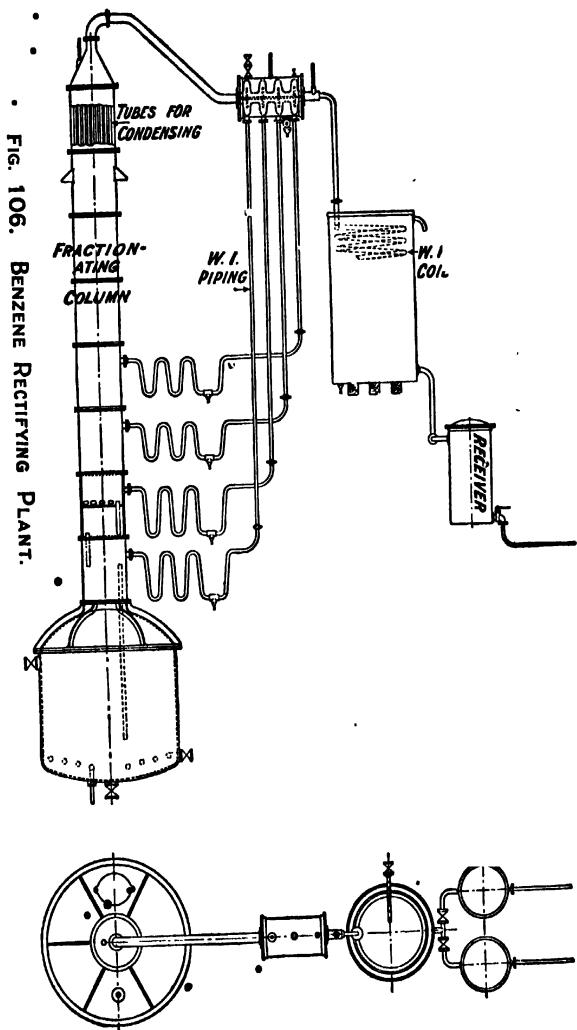 TUBES FOR
CONDENSING
FRACTION-
ATING
COLUMN
W. I.
PIPING
W. I
COIL
RECEIVER
FIG. 106. BENZENE RECTIFYING PLANT.